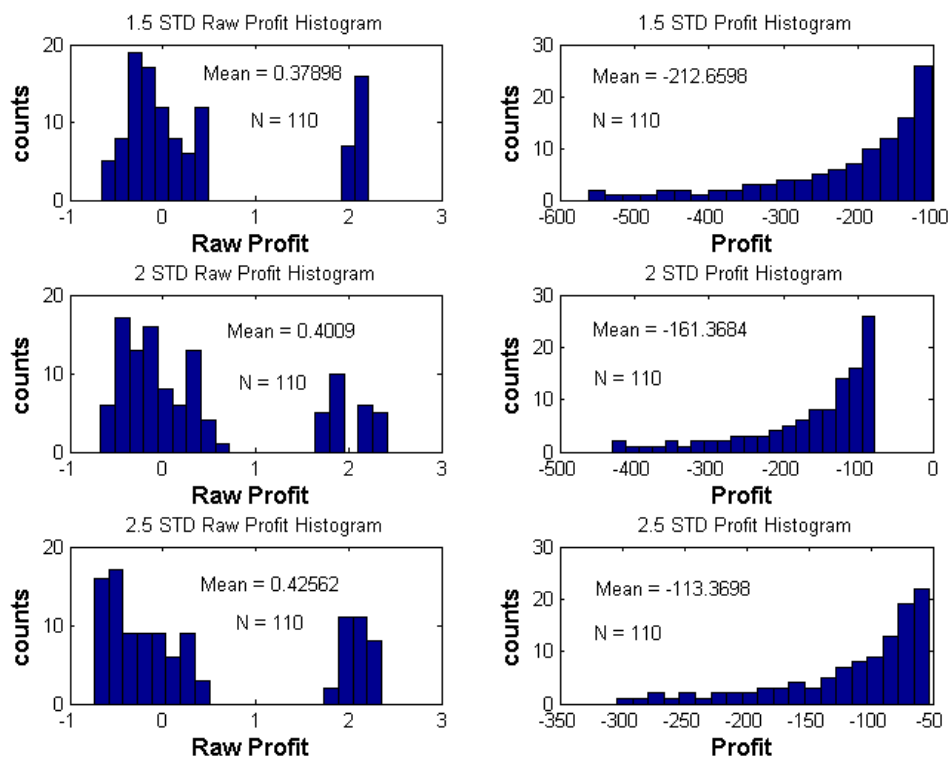 1.5 STD Raw Profit Histogram
20
10
0
counts
Mean = 0.37898
N = 110
-1 0 1 2 3
Raw Profit
30
20
10
0
counts
Mean = -212.6598
N = 110
-600 -500 -400 -300 -200 -100
Profit
2 STD Raw Profit Histogram
20
10
0
counts
Mean = 0.4009
N = 110
-1 0 1 2 3
Raw Profit
2 STD Profit Histogram
30
20
10
0
counts
Mean = -161.3684
N = 110
-500 -400 -300 -200 -100 0
Profit
2.5 STD Raw Profit Histogram
20
10
0
counts
Mean = 0.42562
N = 110
-1 0 1 2 3
Raw Profit
2.5 STD Profit Histogram
30
20
10
0
counts
Mean = -113.3698
N = 110
-350 -300 -250 -200 -150 -100 -50
Profit
1.5 STD Profit Histogram